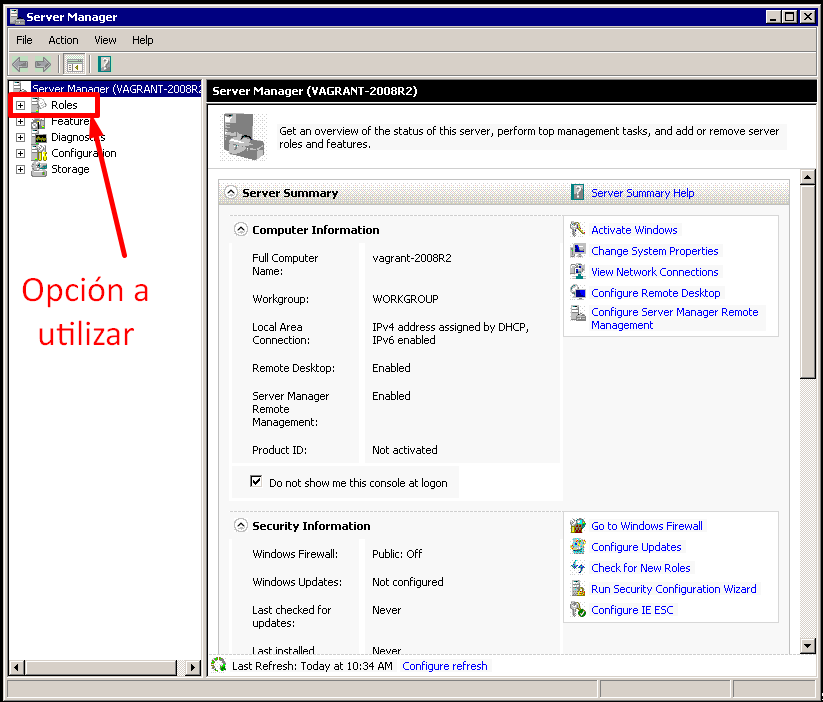 Server Manager
File Action View Help
Server Manager (VAGRANT-2008R2
Roles
Feature
Diagnostics
Configuration
Storage
Opción a
utilizar
Server Manager (VAGRANT-2008R2)
Get an overview of the status of this server, perform top management tasks, and add or remove server
roles and features.
Server Summary
Server Summary Help
Computer Information
Full Computer
Name:
vagrant-2008R2
Workgroup:
WORKGROUP
Local Area
Connection:
IPv4 address assigned by DHCP,
IPv6 enabled
Remote Desktop:
Enabled
Server Manager
Remote
Management:
Enabled
Product ID:
Not activated
Do not show me this console at logon
Activate Windows
Change System Properties
View Network Connections
Configure Remote Desktop
Configure Server Manager Remote
Management
Security Information
Windows Firewall:
Public: Off
Windows Updates:
Not configured
Last checked for
updates:
Never
Last installed
Never
Go to Windows Firewall
Configure Updates
Check for New Roles
Run Security Configuration Wizard
Configure IE ESC
Last Refresh: Today at 10:34 AM Configure refresh